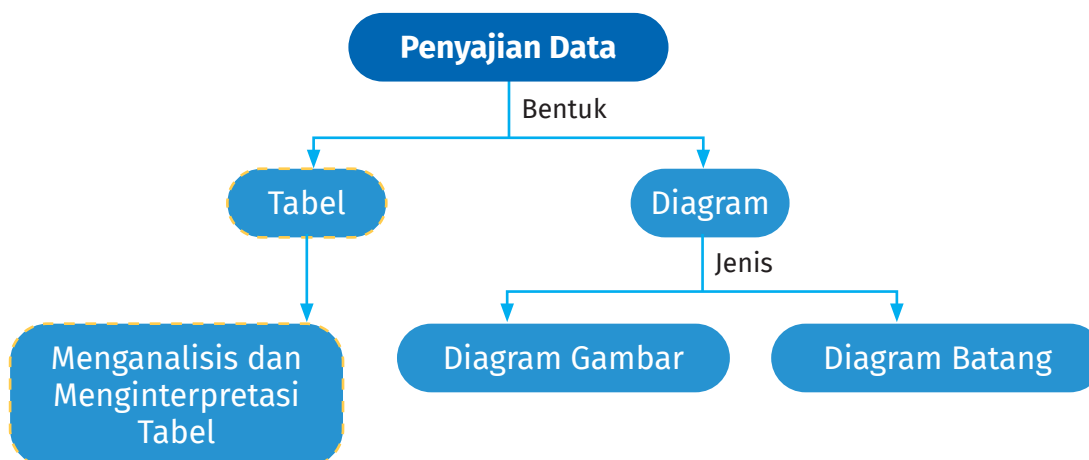 Penyajian Data
Bentuk
Tabel
Diagram
Jenis
Menganalisis dan
Menginterpretasi
Tabel
Diagram Gambar
Diagram Batang